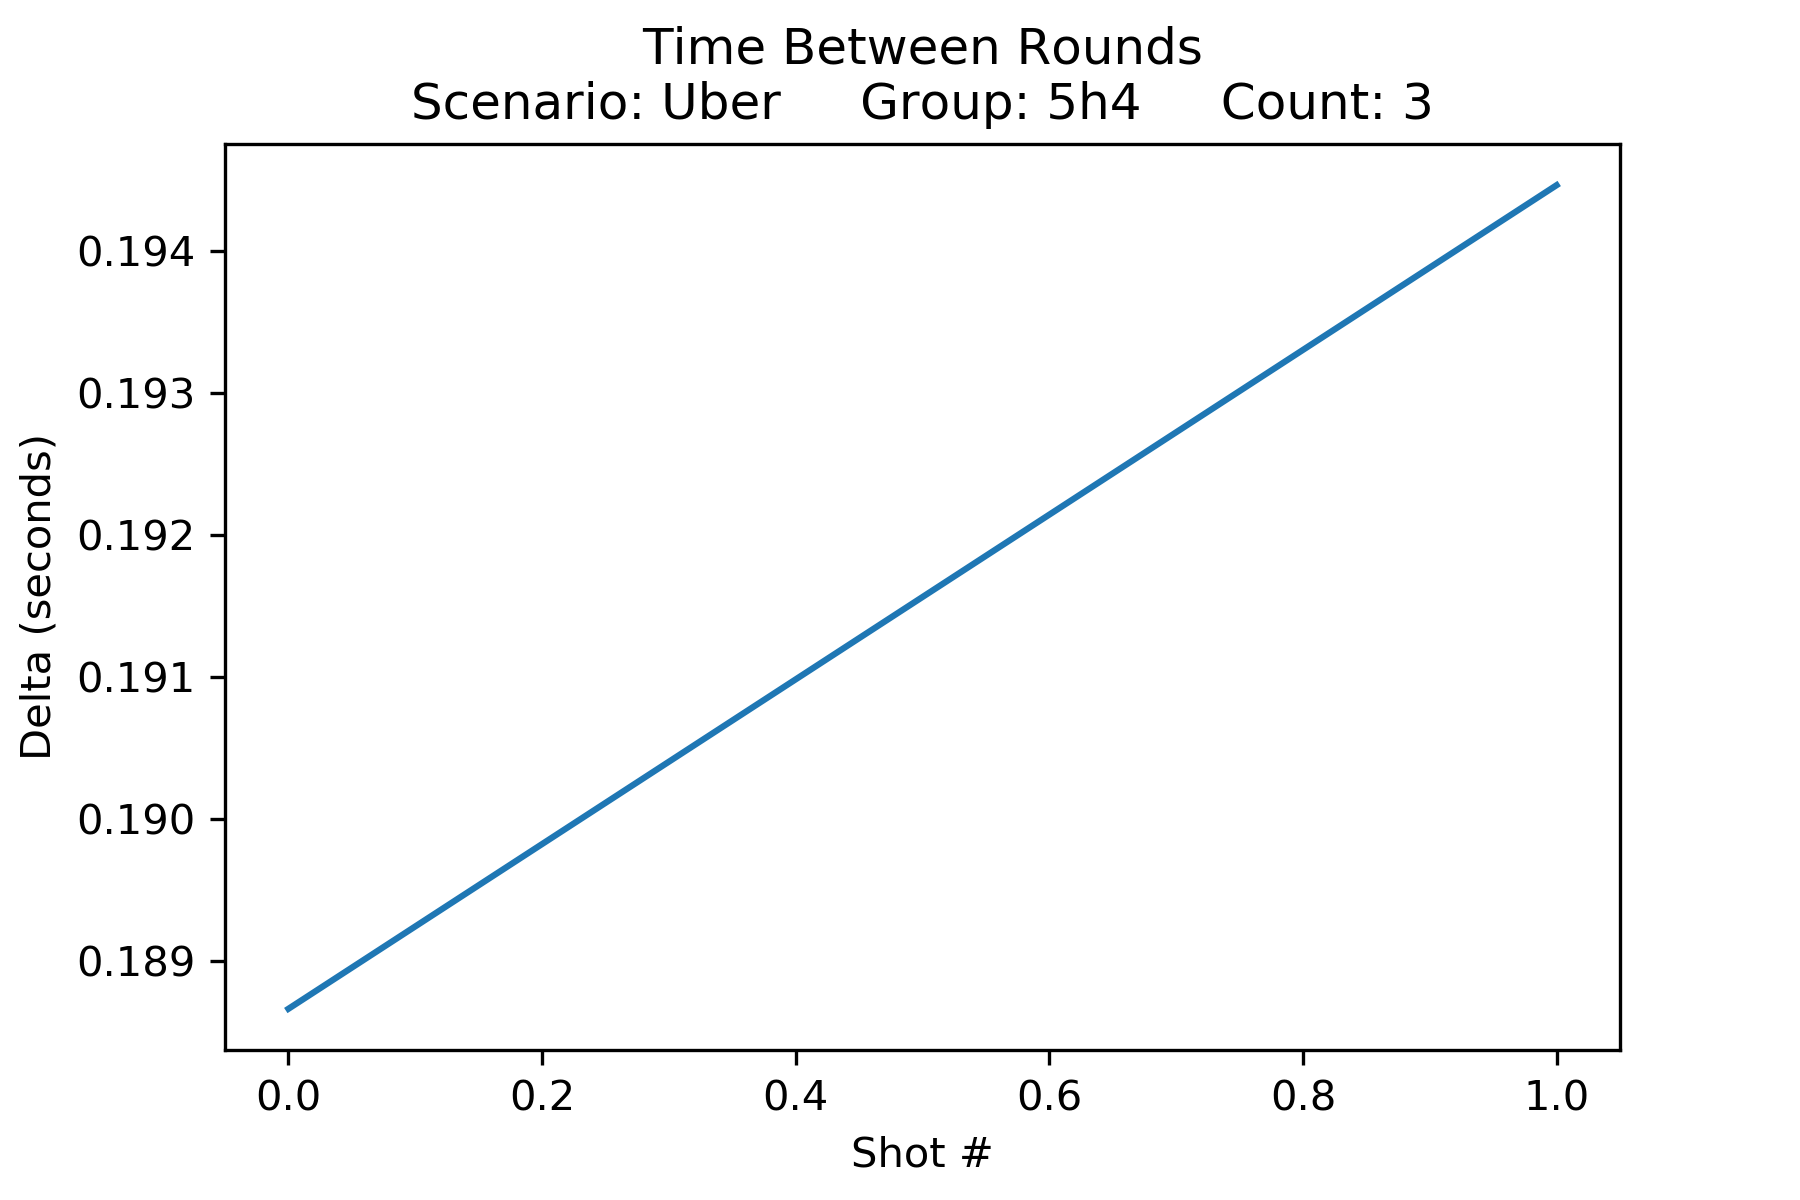 Time Between Rounds
Scenario: Uber Group: 5h4 Count: 3
0.194
0.193
0.192
0.191
0.190
0.189
Delta (seconds)
0.0 0.2 0.4 0.6 0.8 1.0
Shot #